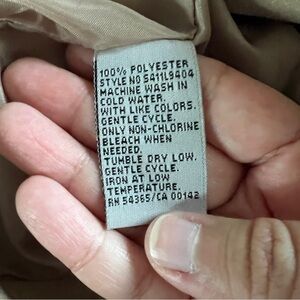 100% POLYESTER
STYLE NO 5411L9404
MACHINE WASH IN
COLD WATER.
WITH LIKE COLORS.
GENTLE CYCLE.
ONLY NON-CHLORINE
BLEACH WHEN
NEEDED.
TUMBLE DRY LOW.
GENTLE CYCLE.
IRON AT LOW
TEMPERATURE.
RN 54365/CA 00142